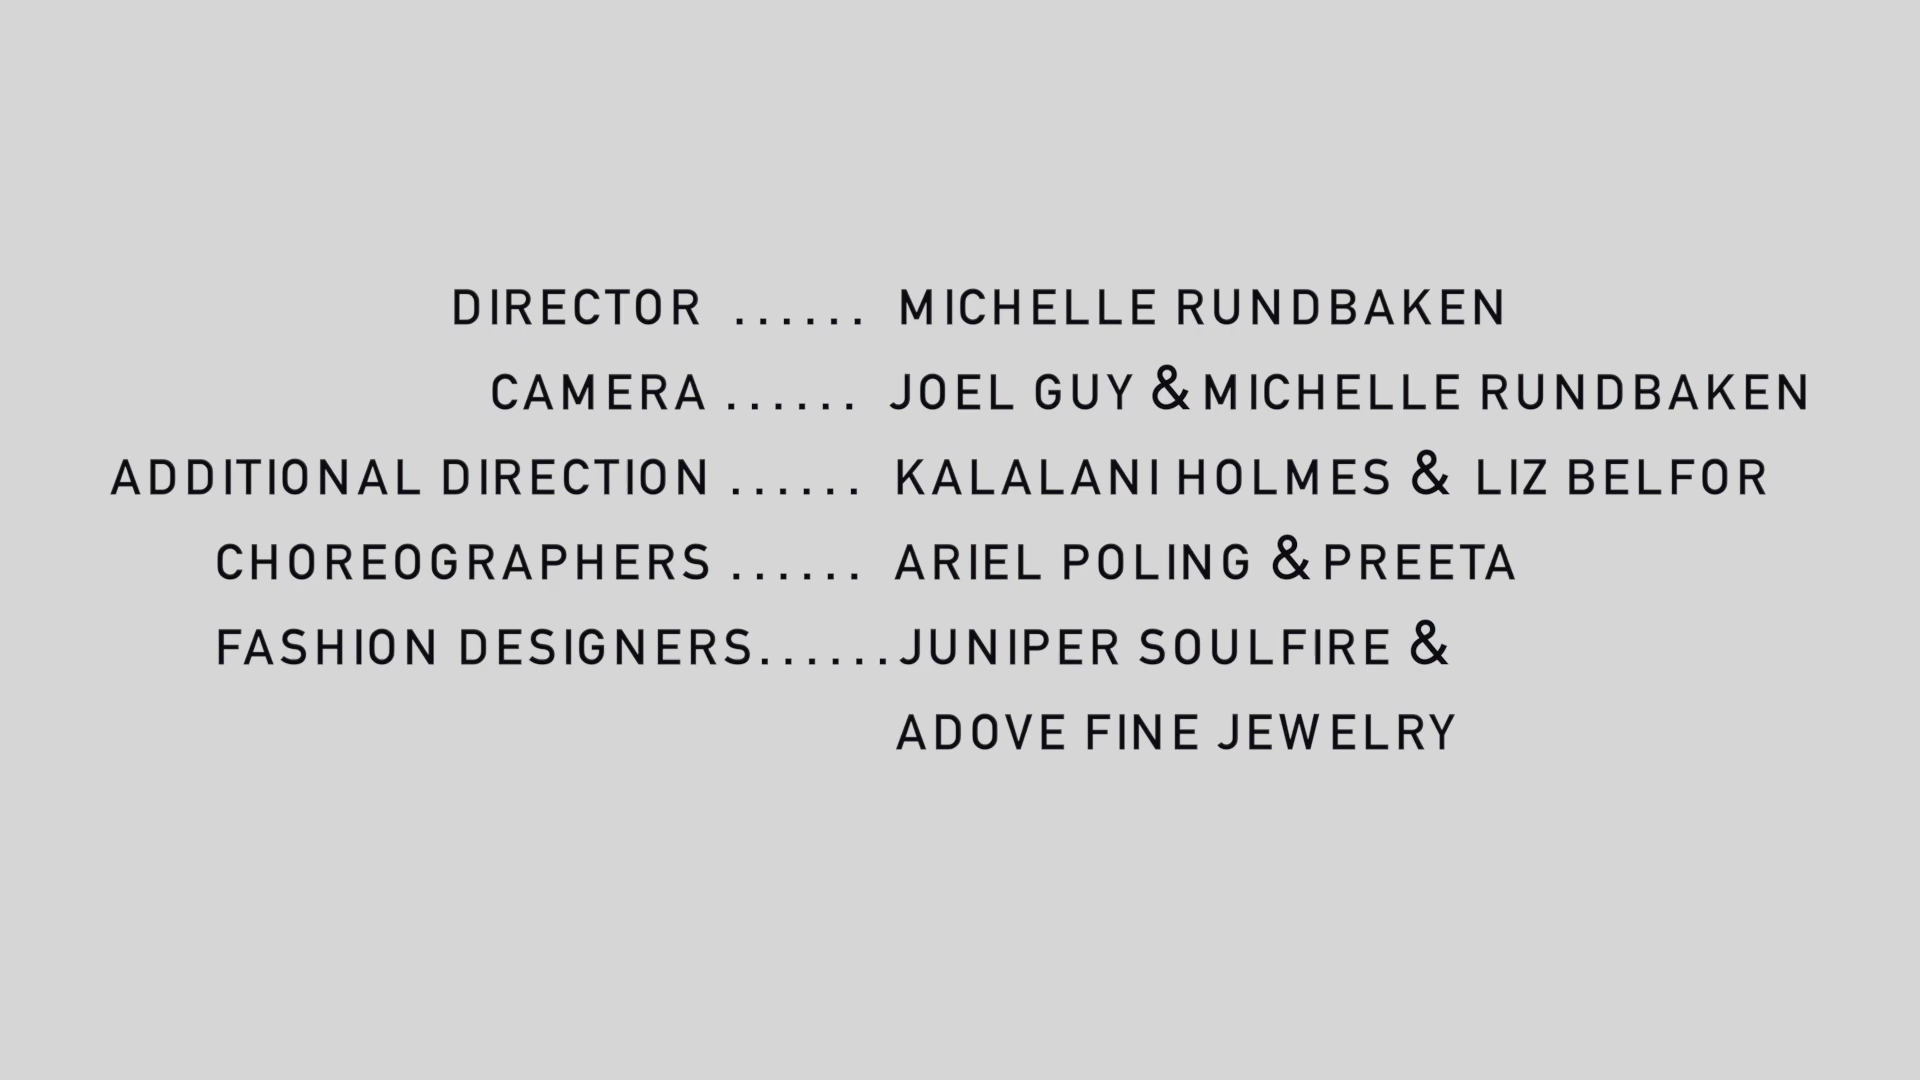 DIRECTOR ...... MICHELLE RUNDBAKEN
CAMERA ...... JOEL GUY & MICHELLE RUNDBAKEN
ADDITIONAL DIRECTION ...... KALALANI HOLMES & LIZ BELFOR
CHOREOGRAPHERS ...... ARIEL POLING & PREETA
FASHION DESIGNERS......JUNIPER SOULFIRE &
ADOVE FINE JEWELRY